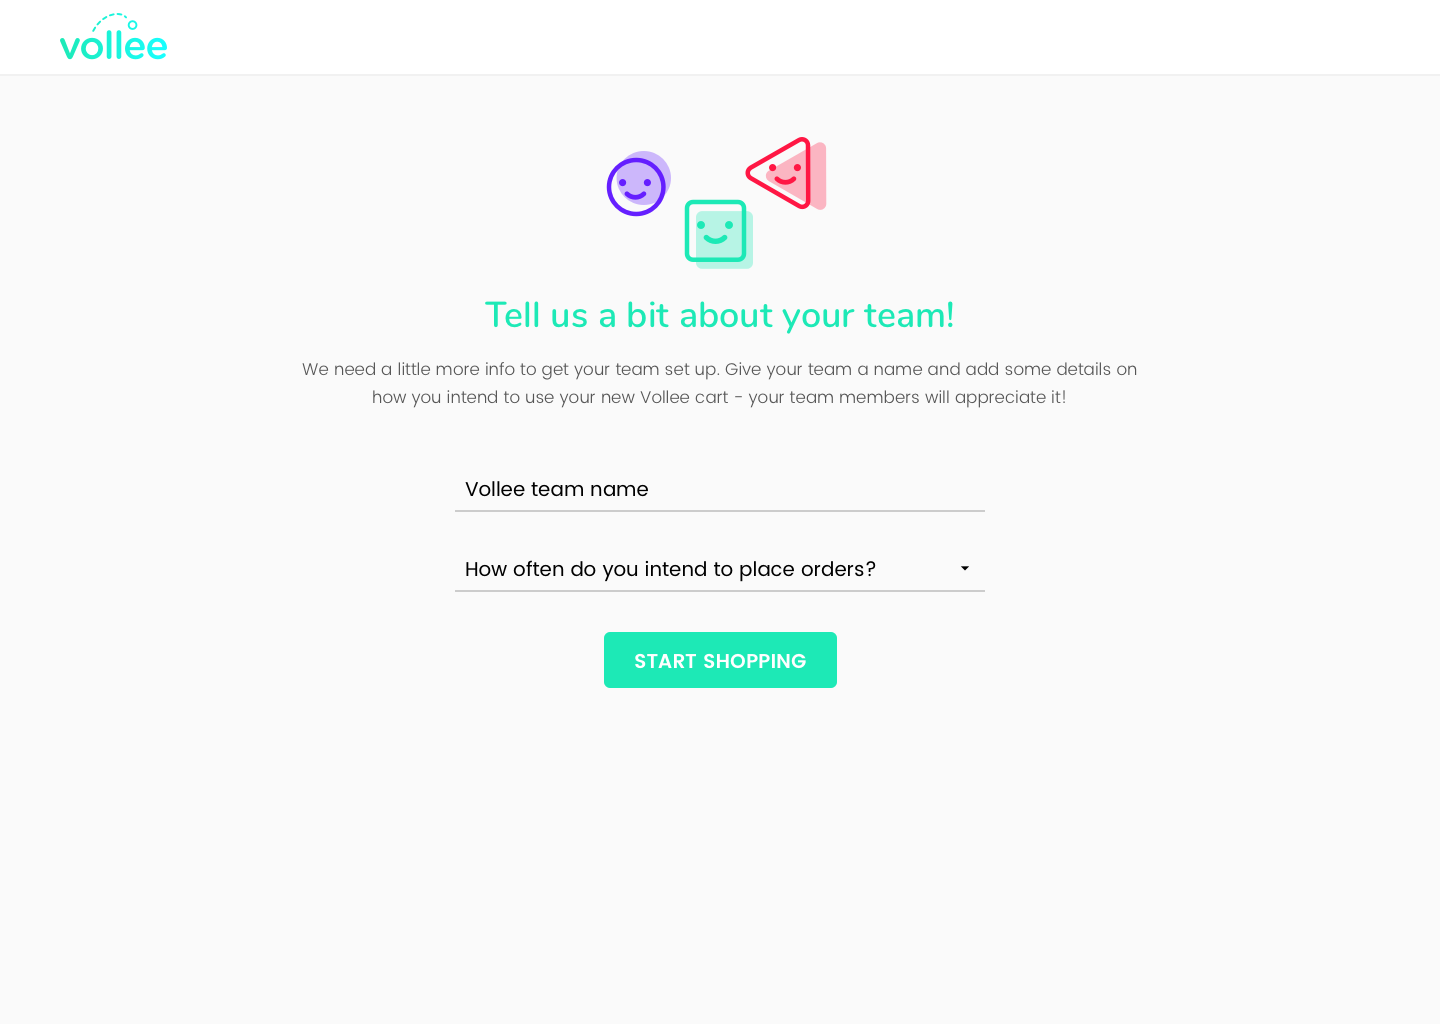 vollee
Tell us a bit about your team!
We need a little more info to get your team set up. Give your team a name and add some details on
how you intend to use your new Vollee cart - your team members will appreciate it!
Vollee team name
How often do you intend to place orders?
START SHOPPING